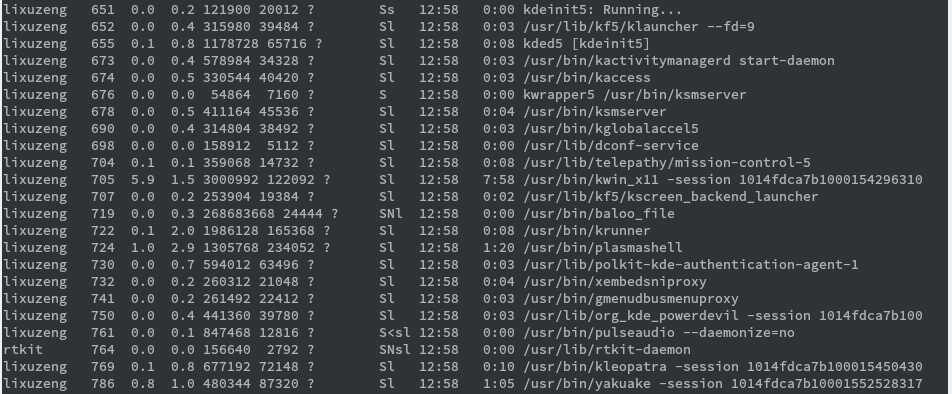 lixuzeng   651  0.0  0.2 121900 20012 ?        Ss   12:58   0:00 kdeinit5: Running...
lixuzeng   652  0.0  0.4 315980 39484 ?        Sl   12:58   0:03 /usr/lib/kf5/klauncher --fd=9
lixuzeng   655  0.1  0.8 1178728 65716 ?       Sl   12:58   0:08 kded5 [kdeinit5]
lixuzeng   673  0.0  0.4 578984 34328 ?        Sl   12:58   0:03 /usr/bin/kactivitymanagerd start-daemon
lixuzeng   674  0.0  0.5 330544 40420 ?        Sl   12:58   0:03 /usr/bin/kaccess
lixuzeng   676  0.0  0.0  54864  7160 ?        S    12:58   0:00 kwrapper5 /usr/bin/ksmserver
lixuzeng   678  0.0  0.5 411164 45536 ?        Sl   12:58   0:04 /usr/bin/ksmserver
lixuzeng   690  0.0  0.4 314804 38492 ?        Sl   12:58   0:03 /usr/bin/kglobalaccel5
lixuzeng   698  0.0  0.0 158912  5112 ?        Sl   12:58   0:00 /usr/lib/dconf-service
lixuzeng   704  0.1  0.1 359068 14732 ?        Sl   12:58   0:08 /usr/lib/telepathy/mission-control-5
lixuzeng   705  5.9  1.5 3000992 122092 ?      Sl   12:58   7:58 /usr/bin/kwin_x11 -session 1014fdca7b1000154296310
lixuzeng   707  0.0  0.2 253904 19384 ?        Sl   12:58   0:02 /usr/lib/kf5/kscreen_backend_launcher
lixuzeng   719  0.0  0.3 268683668 24444 ?     SNl  12:58   0:00 /usr/bin/baloo_file
lixuzeng   722  0.1  2.0 1986128 165368 ?      Sl   12:58   0:08 /usr/bin/krunner
lixuzeng   724  1.0  2.9 1305768 234052 ?      Sl   12:58   1:20 /usr/bin/plasmashell
lixuzeng   730  0.0  0.7 594012 63496 ?        Sl   12:58   0:03 /usr/lib/polkit-kde-authentication-agent-1
lixuzeng   732  0.0  0.2 260312 21048 ?        Sl   12:58   0:04 /usr/bin/xembedsniproxy
lixuzeng   741  0.0  0.2 261492 22412 ?        Sl   12:58   0:03 /usr/bin/gmenudbusmenuproxy
lixuzeng   750  0.0  0.4 441360 39780 ?        Sl   12:58   0:03 /usr/lib/org_kde_powerdevil -session 1014fdca7b100
lixuzeng   761  0.0  0.1 847468 12816 ?        S<sl 12:58   0:00 /usr/bin/pulseaudio --daemonize=no
rtkit      764  0.0  0.0 156640  2792 ?        SNsl 12:58   0:00 /usr/lib/rtkit-daemon
lixuzeng   769  0.1  0.8 677192 72148 ?        Sl   12:58   0:10 /usr/bin/kleopatra -session 1014fdca7b100015450430
lixuzeng   786  0.8  1.0 480344 87320 ?        Sl   12:58   1:05 /usr/bin/yakuake -session 1014fdca7b10001552528317